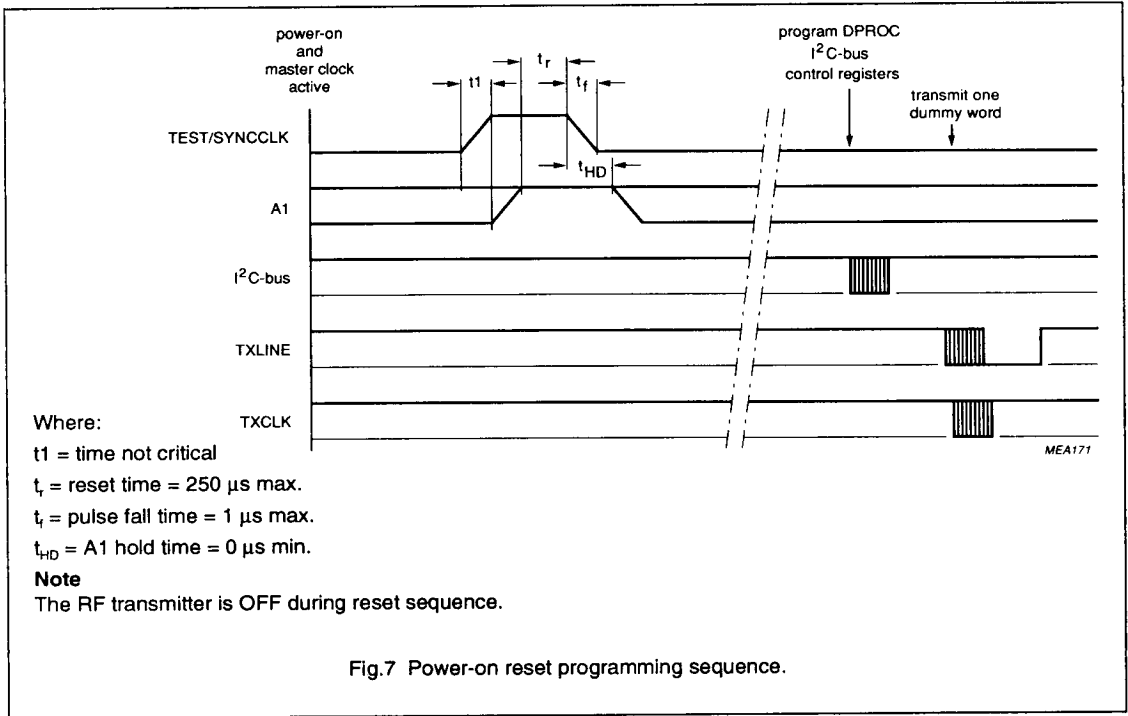 power-on
and
master clock
active
program DPROC
I²C-bus
control registers
transmit one
dummy word
t1
tr
tf
TEST/SYNCCLK
tHD
A1
I²C-bus
TXLINE
TXCLK
MEA171
Where:
t1 = time not critical
tr = reset time = 250 µs max.
tf = pulse fall time = 1 µs max.
tHD = A1 hold time = 0 µs min.
Note
The RF transmitter is OFF during reset sequence.
Fig.7 Power-on reset programming sequence.